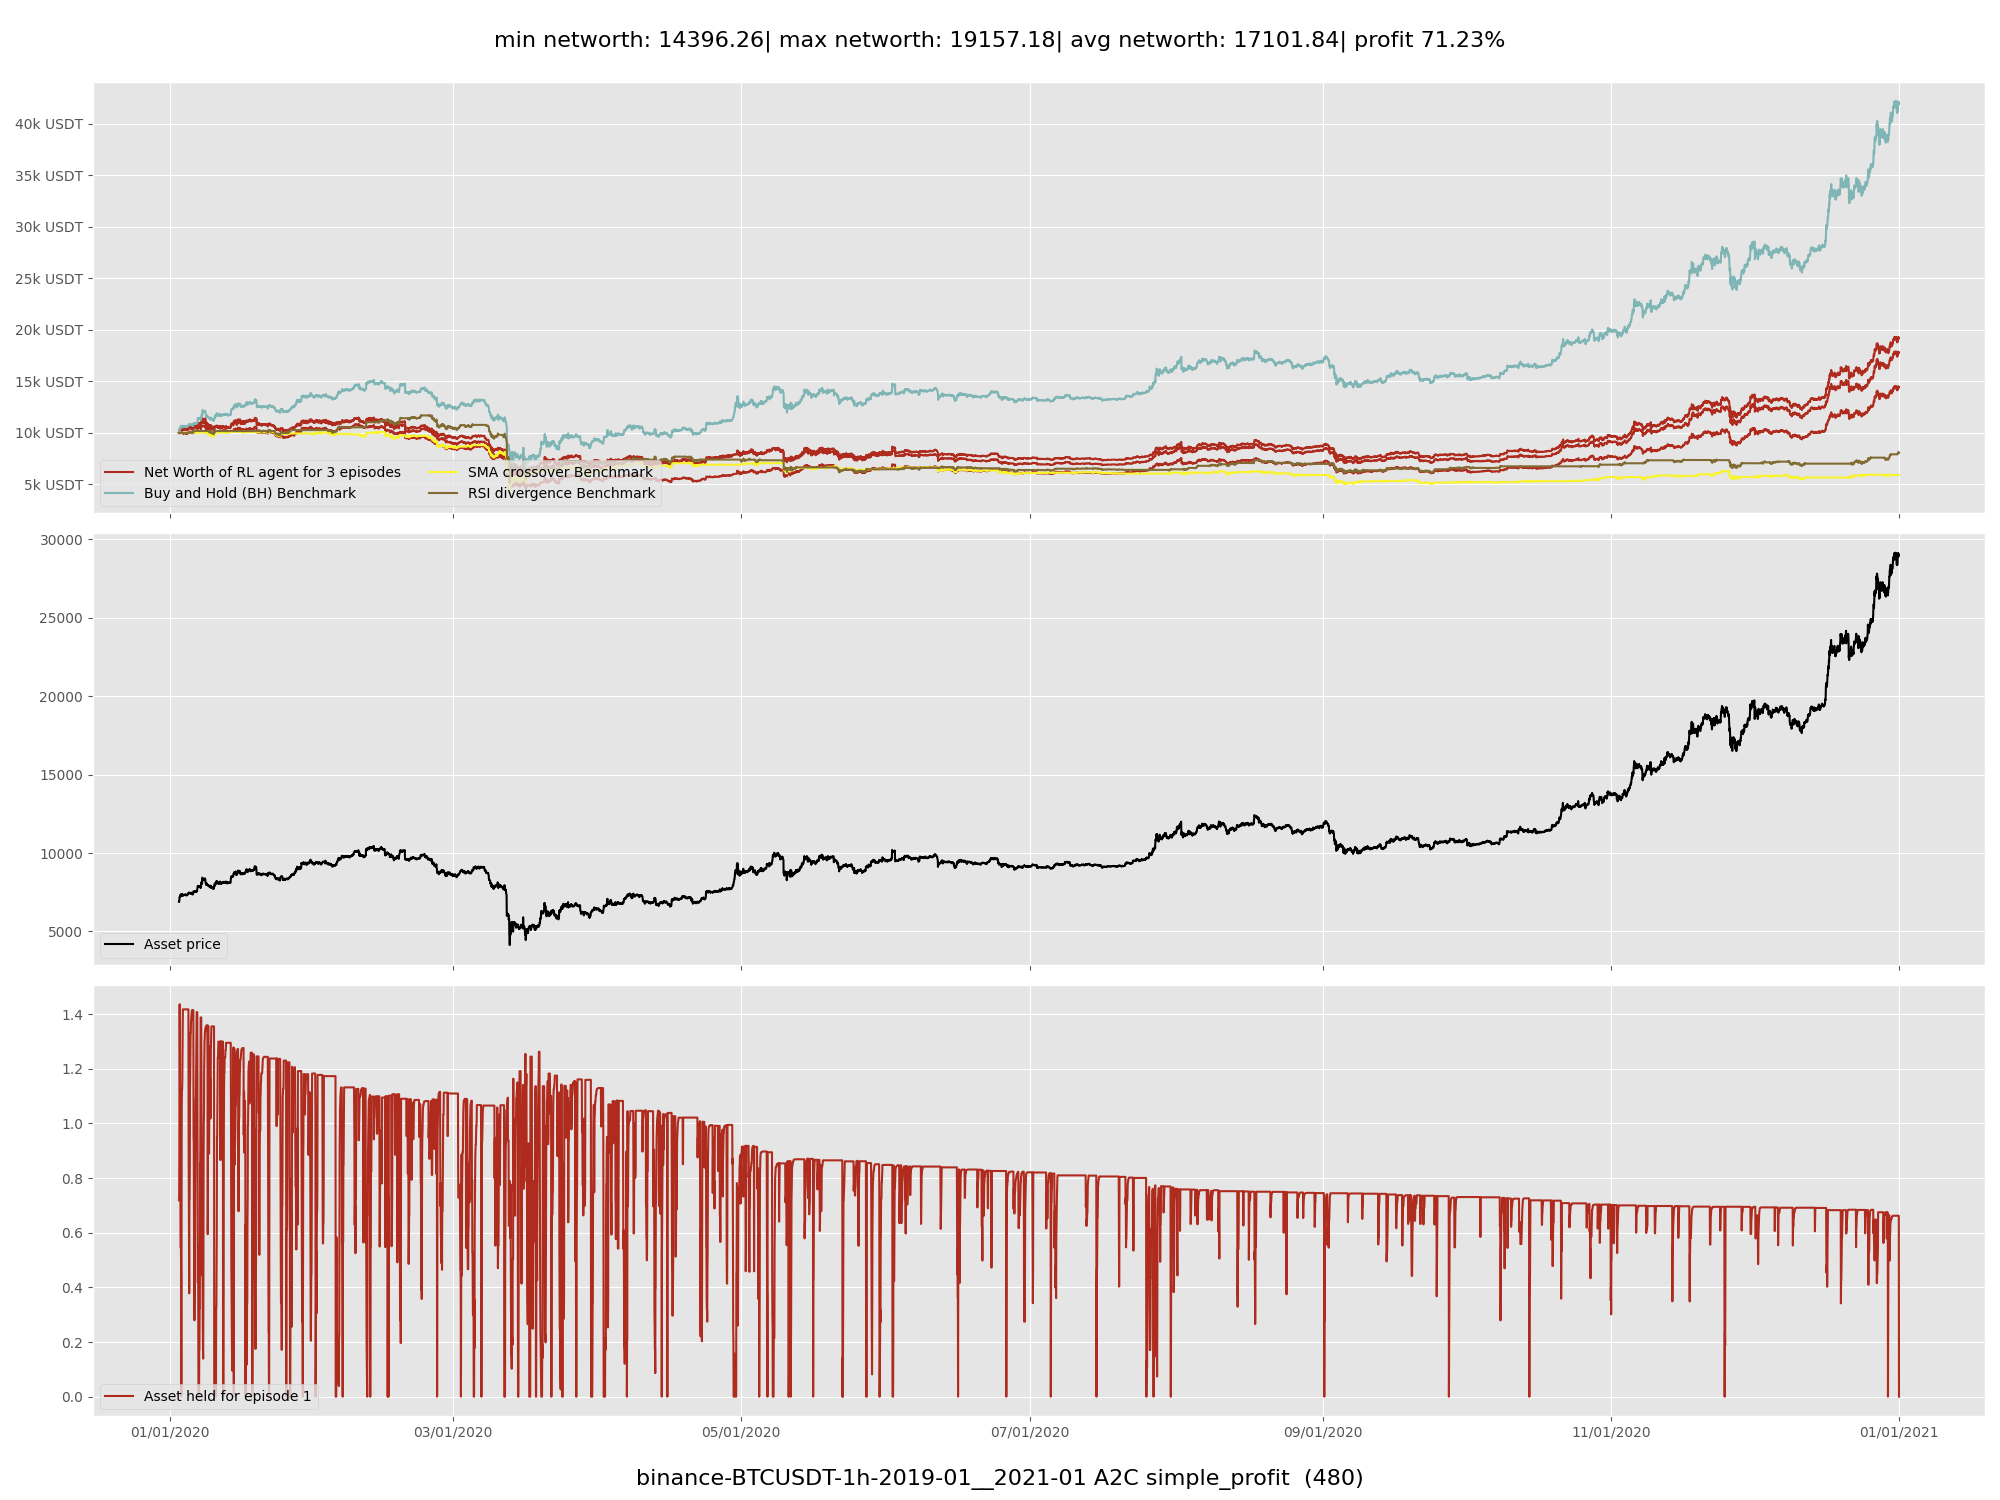 min networth: 14396.26| max networth: 19157.18| avg networth: 17101.84| profit 71.23%
40k USDT
35k USDT
30k USDT
25k USDT
20k USDT
15k USDT
10k USDT
5k USDT
Net Worth of RL agent for 3 episodes
Buy and Hold (BH) Benchmark
SMA crossover Benchmark
RSI divergence Benchmark
30000
25000
20000
15000
10000
5000
Asset price
1.4
1.2
1.0
0.8
0.6
0.4
0.2
0.0
Asset held for episode 1
01/01/2020 03/01/2020 05/01/2020 07/01/2020 09/01/2020 11/01/2020 01/01/2021
binance-BTCUSDT-1h-2019-01__2021-01 A2C simple_profit (480)